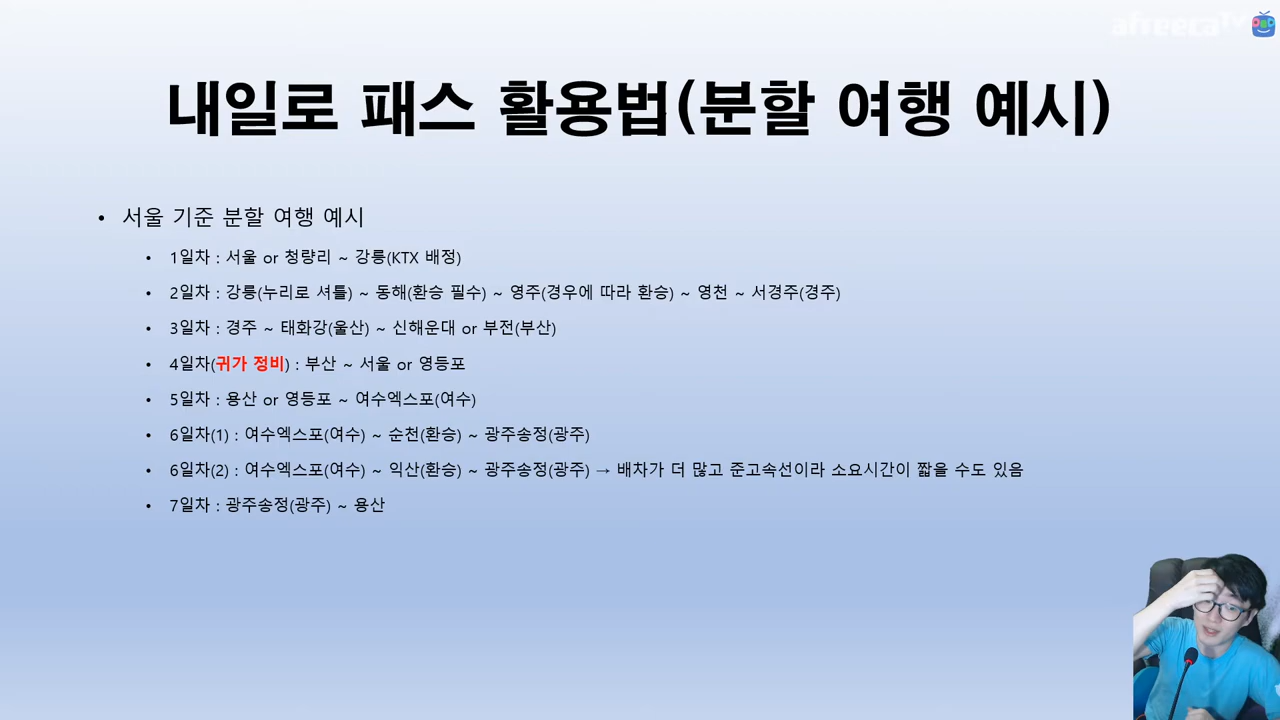 afreecaTV
내일로 패스 활용법(분할 여행 예시)
• 서울 기준 분할 여행 예시
• 1일차 : 서울 or 청량리 ~ 강릉(KTX 배정)
• 2일차 : 강릉(누리로 셔틀) ~ 동해(환승 필수) ~ 영주(경우에 따라 환승) ~ 영천 ~ 서경주(경주)
• 3일차 : 경주 ~ 태화강(울산) ~ 신해운대 or 부전(부산)
• 4일차(귀가 정비) : 부산 ~ 서울 or 영등포
• 5일차 : 용산 or 영등포 ~ 여수엑스포(여수)
• 6일차(1) : 여수엑스포(여수) ~ 순천(환승) ~ 광주송정(광주)
• 6일차(2) : 여수엑스포(여수) ~ 익산(환승) ~ 광주송정(광주) → 배차가 더 많고 준고속선이라 소요시간이 짧을 수도 있음
• 7일차 : 광주송정(광주) ~ 용산